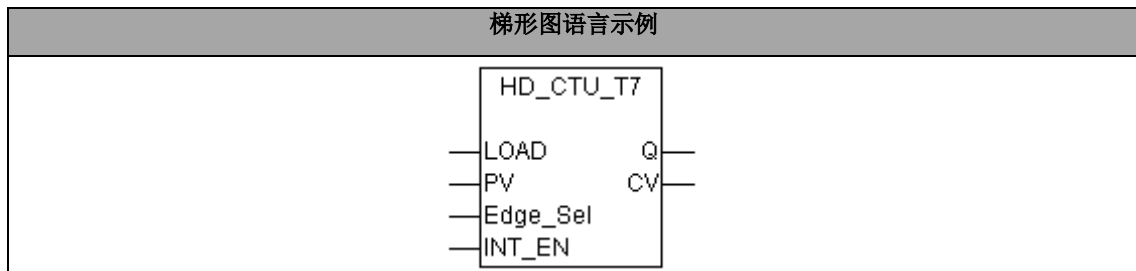 梯形图语言示例
HD_CTU_T7
LOAD Q
PV CV
Edge_Sel
INT_EN